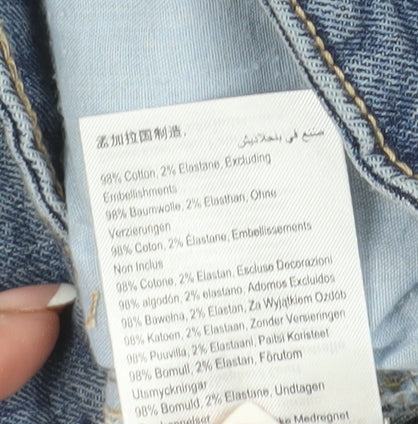 孟加拉国制造.
صنع في بنجلاديش
98% Cotton, 2% Elastane, Excluding
Embellishments
98% Baumwolle, 2% Elasthan, Ohne
Verzierungen
98% Coton, 2% Élastane, Embellissements
Non Inclus
98% Cotone, 2% Elastan, Escluse Decorazioni
98% algodón, 2% elastano, Adornos Excluidos
98% Bawełna, 2% Elastan, Za Wyjątkiem Ozdób
98% Katoen, 2% Elastaan, Zonder Versieringen
98% Puuvilla, 2% Elastaani, Paitsi Koristeet
98% Bomull, 2% Elastan, Förutom
Utsmyckningar
98% Bomuld, 2% Elastane, Undtagen
Medregnet